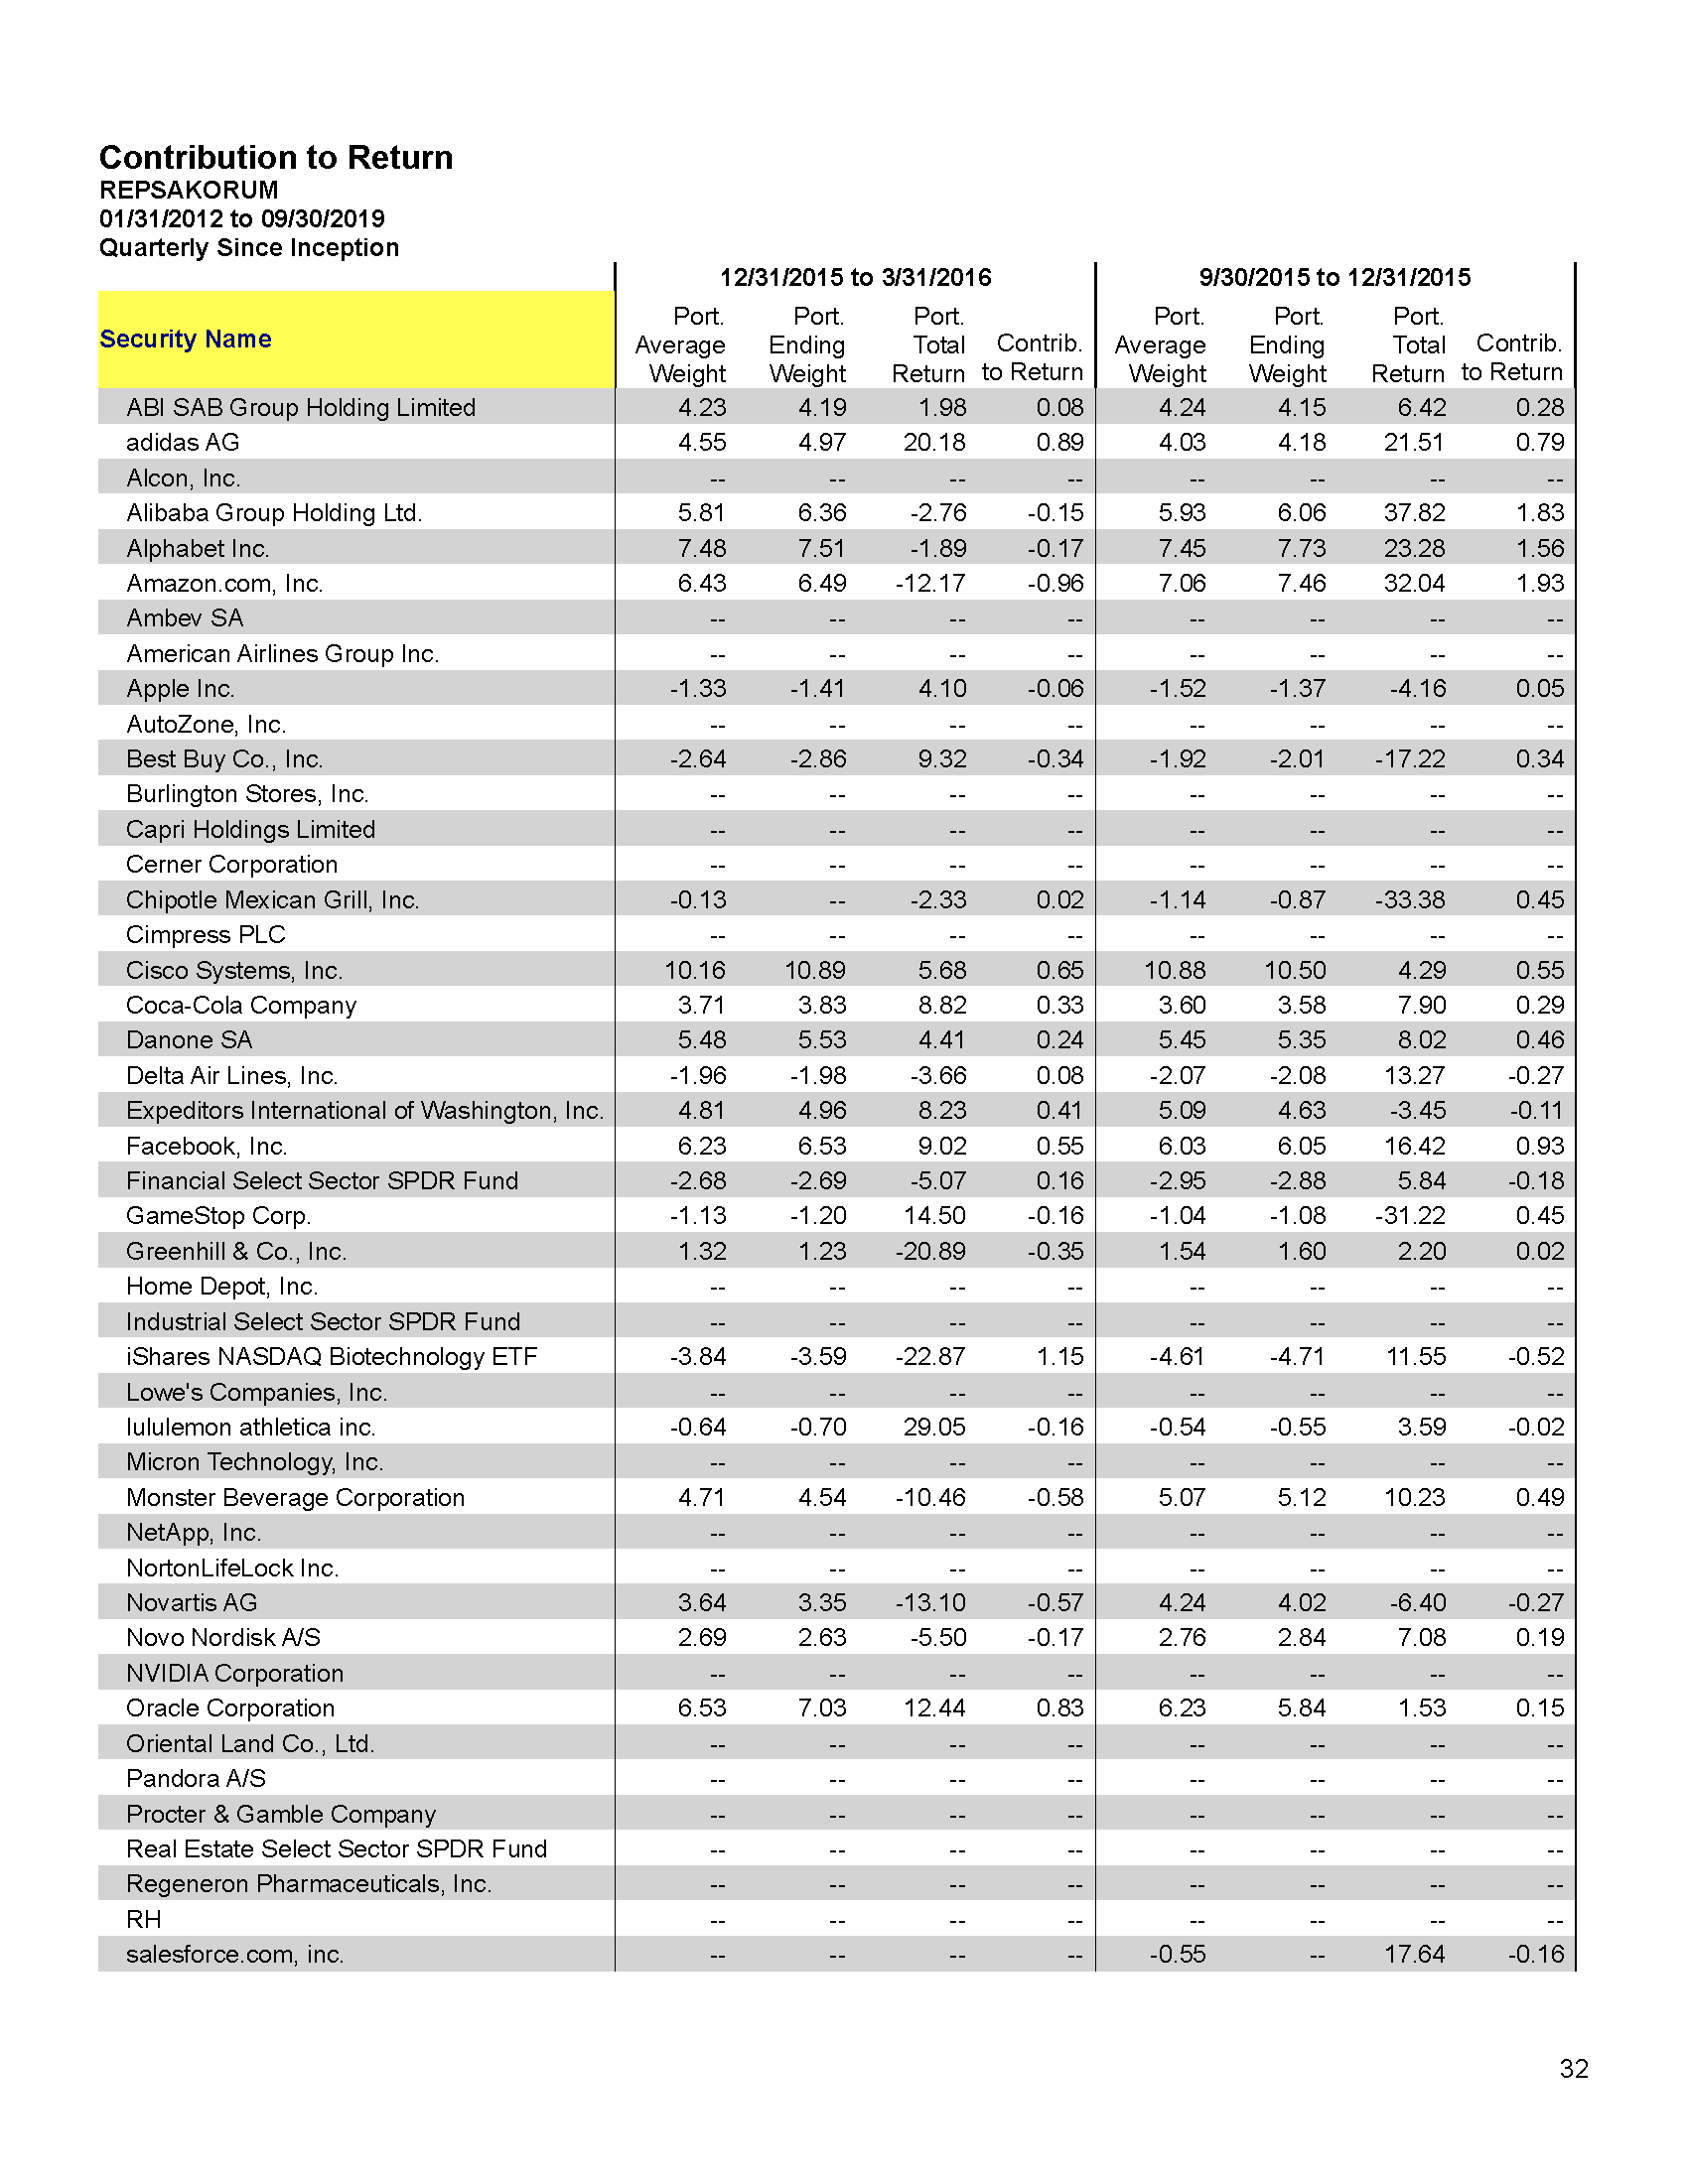 Contribution to Return
REPSAKORUM
01/31/2012 to 09/30/2019
Quarterly Since Inception
12/31/2015 to 3/31/2016 9/30/2015 to 12/31/2015
Security Name Port. Average Weight Port. Ending Weight Port. Total Return Contrib. to Return Port. Average Weight Port. Ending Weight Port. Total Return Contrib. to Return
ABI SAB Group Holding Limited 4.23 4.19 1.98 0.08 4.24 4.15 6.42 0.28
adidas AG 4.55 4.97 20.18 0.89 4.03 4.18 21.51 0.79
Alcon, Inc. -- -- -- -- -- -- -- --
Alibaba Group Holding Ltd. 5.81 6.36 -2.76 -0.15 5.93 6.06 37.82 1.83
Alphabet Inc. 7.48 7.51 -1.89 -0.17 7.45 7.73 23.28 1.56
Amazon.com, Inc. 6.43 6.49 -12.17 -0.96 7.06 7.46 32.04 1.93
Ambev SA -- -- -- -- -- -- -- --
American Airlines Group Inc. -- -- -- -- -- -- -- --
Apple Inc. -1.33 -1.41 4.10 -0.06 -1.52 -1.37 -4.16 0.05
AutoZone, Inc. -- -- -- -- -- -- -- --
Best Buy Co., Inc. -2.64 -2.86 9.32 -0.34 -1.92 -2.01 -17.22 0.34
Burlington Stores, Inc. -- -- -- -- -- -- -- --
Capri Holdings Limited -- -- -- -- -- -- -- --
Cerner Corporation -- -- -- -- -- -- -- --
Chipotle Mexican Grill, Inc. -0.13 -- -2.33 0.02 -1.14 -0.87 -33.38 0.45
Cimpress PLC -- -- -- -- -- -- -- --
Cisco Systems, Inc. 10.16 10.89 5.68 0.65 10.88 10.50 4.29 0.55
Coca-Cola Company 3.71 3.83 8.82 0.33 3.60 3.58 7.90 0.29
Danone SA 5.48 5.53 4.41 0.24 5.45 5.35 8.02 0.46
Delta Air Lines, Inc. -1.96 -1.98 -3.66 0.08 -2.07 -2.08 13.27 -0.27
Expeditors International of Washington, Inc. 4.81 4.96 8.23 0.41 5.09 4.63 -3.45 -0.11
Facebook, Inc. 6.23 6.53 9.02 0.55 6.03 6.05 16.42 0.93
Financial Select Sector SPDR Fund -2.68 -2.69 -5.07 0.16 -2.95 -2.88 5.84 -0.18
GameStop Corp. -1.13 -1.20 14.50 -0.16 -1.04 -1.08 -31.22 0.45
Greenhill & Co., Inc. 1.32 1.23 -20.89 -0.35 1.54 1.60 2.20 0.02
Home Depot, Inc. -- -- -- -- -- -- -- --
Industrial Select Sector SPDR Fund -- -- -- -- -- -- -- --
iShares NASDAQ Biotechnology ETF -3.84 -3.59 -22.87 1.15 -4.61 -4.71 11.55 -0.52
Lowe's Companies, Inc. -- -- -- -- -- -- -- --
lululemon athletica inc. -0.64 -0.70 29.05 -0.16 -0.54 -0.55 3.59 -0.02
Micron Technology, Inc. -- -- -- -- -- -- -- --
Monster Beverage Corporation 4.71 4.54 -10.46 -0.58 5.07 5.12 10.23 0.49
NetApp, Inc. -- -- -- -- -- -- -- --
NortonLifeLock Inc. -- -- -- -- -- -- -- --
Novartis AG 3.64 3.35 -13.10 -0.57 4.24 4.02 -6.40 -0.27
Novo Nordisk A/S 2.69 2.63 -5.50 -0.17 2.76 2.84 7.08 0.19
NVIDIA Corporation -- -- -- -- -- -- -- --
Oracle Corporation 6.53 7.03 12.44 0.83 6.23 5.84 1.53 0.15
Oriental Land Co., Ltd. -- -- -- -- -- -- -- --
Pandora A/S -- -- -- -- -- -- -- --
Procter & Gamble Company -- -- -- -- -- -- -- --
Real Estate Select Sector SPDR Fund -- -- -- -- -- -- -- --
Regeneron Pharmaceuticals, Inc. -- -- -- -- -- -- -- --
RH -- -- -- -- -- -- -- --
salesforce.com, inc. -- -- -- -- -0.55 -- 17.64 -0.16
32